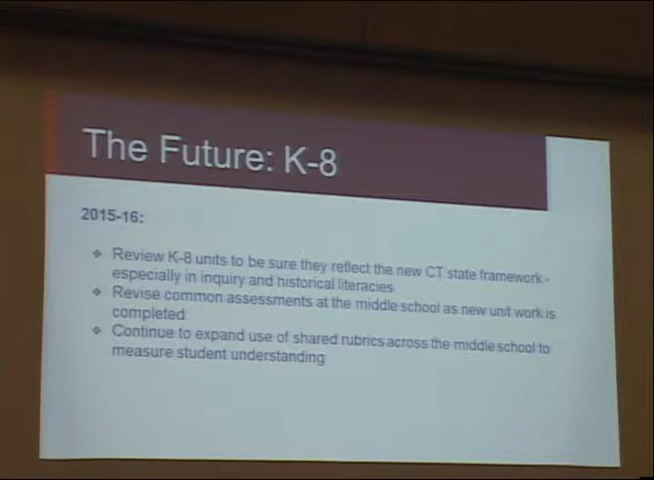 The Future: K-8
2015-16:
❖ Review K-8 units to be sure they reflect the new CT state framework -
especially in inquiry and historical literacies
❖ Revise common assessments at the middle school as new unit work is
completed
❖ Continue to expand use of shared rubrics across the middle school to
measure student understanding